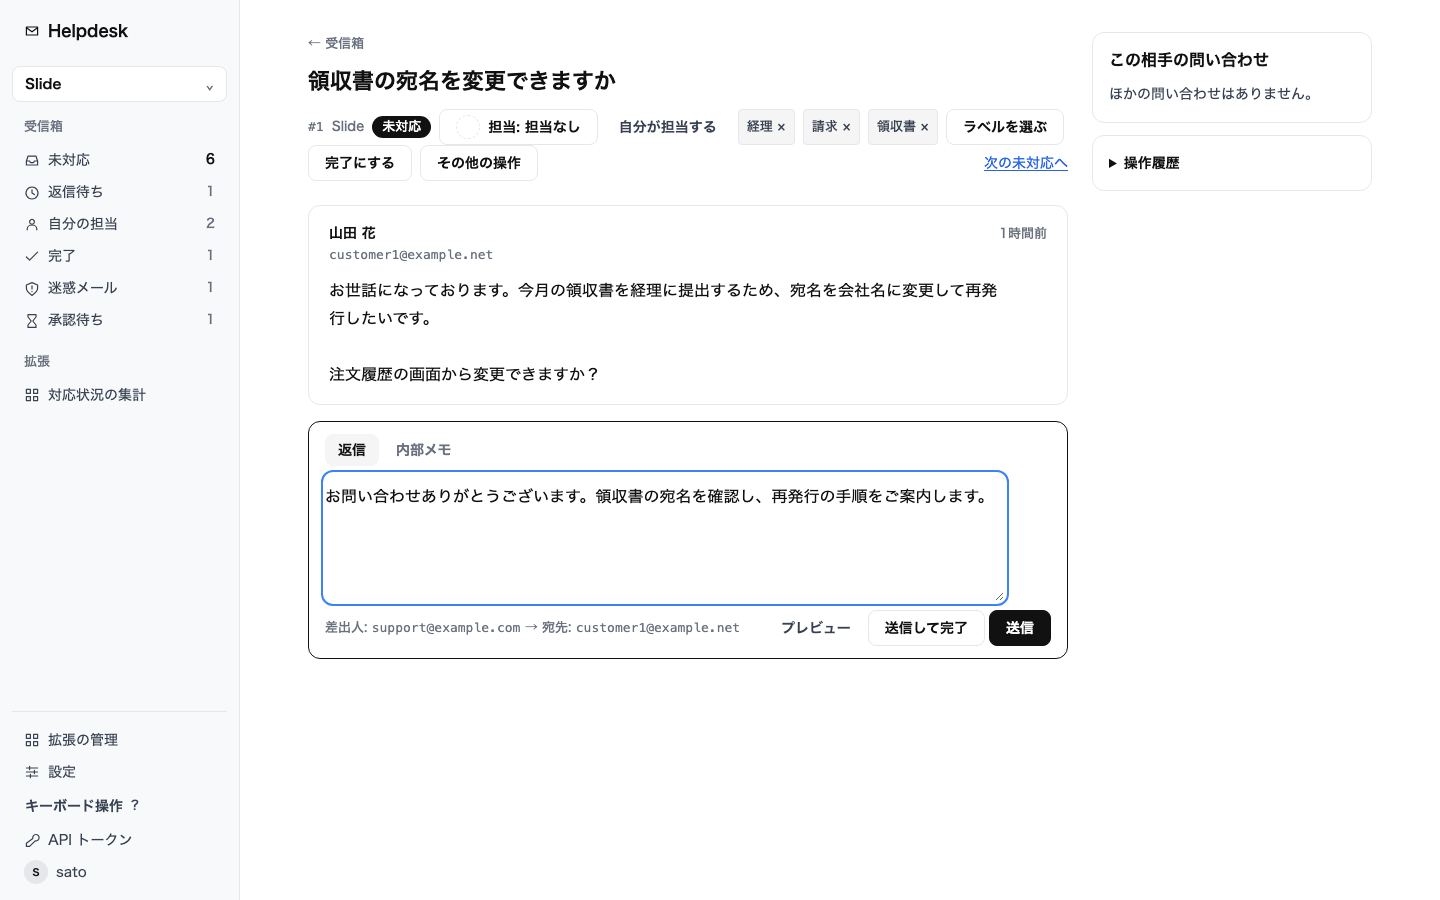 Helpdesk
Slide
受信箱
未対応 6
返信待ち 1
自分の担当 2
完了 1
迷惑メール 1
承認待ち 1
拡張
対応状況の集計
拡張の管理
設定
キーボード操作 ?
API トークン
S sato
← 受信箱
領収書の宛名を変更できますか
#1 Slide 未対応 担当: 担当なし 自分が担当する 経理 × 請求 × 領収書 × ラベルを選ぶ
完了にする その他の操作 次の未対応へ
山田 花 1時間前
customer1@example.net
お世話になっております。今月の領収書を経理に提出するため、宛名を会社名に変更して再発
行したいです。
注文履歴の画面から変更できますか？
返信 内部メモ
お問い合わせありがとうございます。領収書の宛名を確認し、再発行の手順をご案内します。
差出人: support@example.com → 宛先: customer1@example.net プレビュー 送信して完了 送信
この相手の問い合わせ
ほかの問い合わせはありません。
▶ 操作履歴